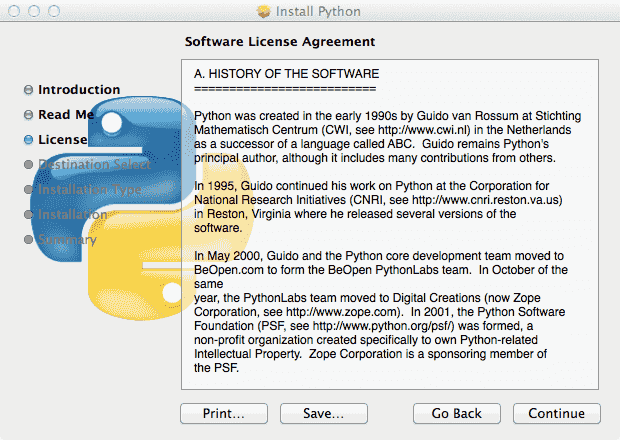 Install Python
Software License Agreement
Introduction
Read Me
License
Destination Select
Installation Type
Installation
Summary
A. HISTORY OF THE SOFTWARE
==========================
Python was created in the early 1990s by Guido van Rossum at Stichting
Mathematisch Centrum (CWI, see http://www.cwi.nl) in the Netherlands
as a successor of a language called ABC.  Guido remains Python's
principal author, although it includes many contributions from others.
In 1995, Guido continued his work on Python at the Corporation for
National Research Initiatives (CNRI, see http://www.cnri.reston.va.us)
in Reston, Virginia where he released several versions of the
software.
In May 2000, Guido and the Python core development team moved to
BeOpen.com to form the BeOpen PythonLabs team.  In October of the
same
year, the PythonLabs team moved to Digital Creations (now Zope
Corporation, see http://www.zope.com).  In 2001, the Python Software
Foundation (PSF, see http://www.python.org/psf/) was formed, a
non-profit organization created specifically to own Python-related
Intellectual Property.  Zope Corporation is a sponsoring member of
the PSF.
Print...
Save...
Go Back
Continue